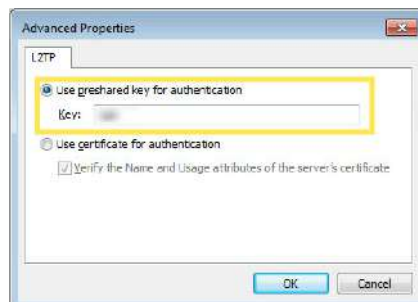 Advanced Properties
L2TP
Use preshared key for authentication
Key:
Use certificate for authentication
Verify the Name and Usage attributes of the server's certificate
OK Cancel